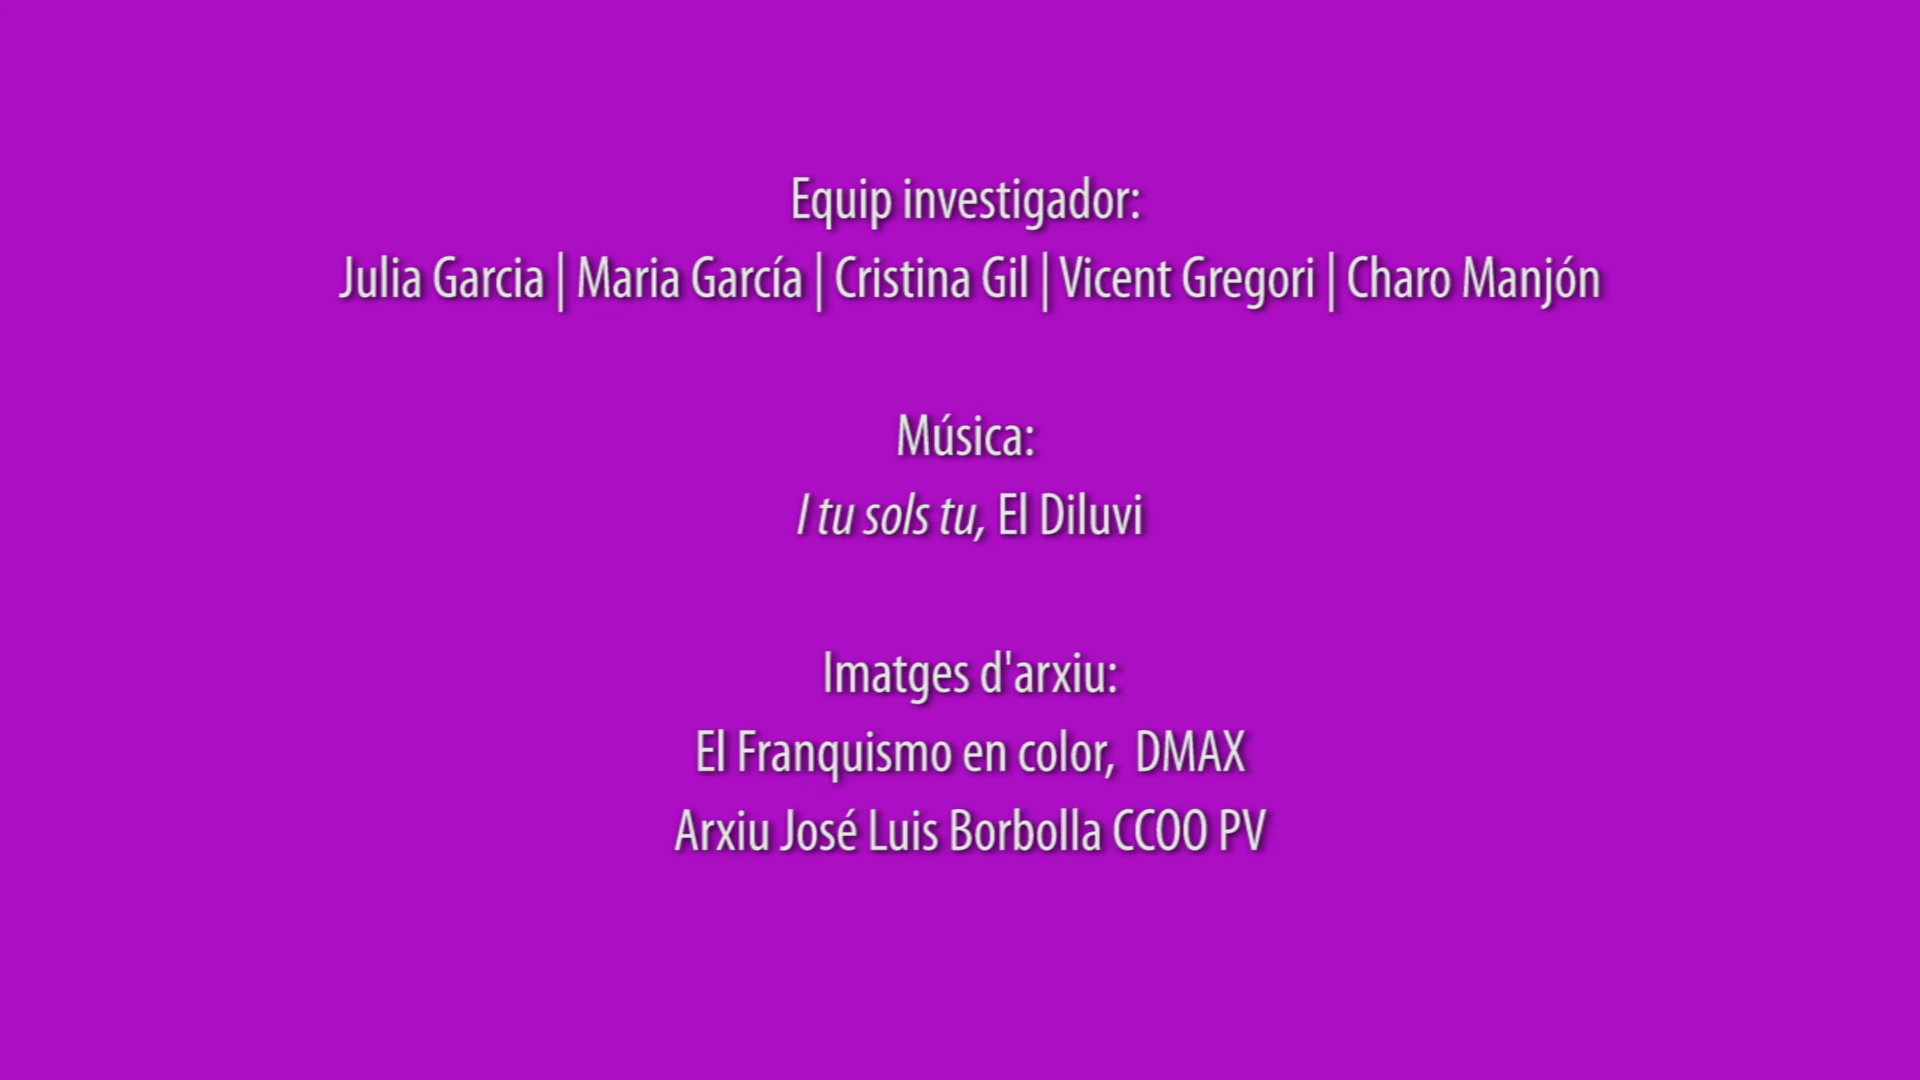 Equip investigador:
Julia Garcia | Maria García | Cristina Gil | Vicent Gregori | Charo Manjón
Música:
I tu sols tu, El Diluvi
Imatges d'arxiu:
El Franquismo en color,  DMAX
Arxiu José Luis Borbolla CCOO PV